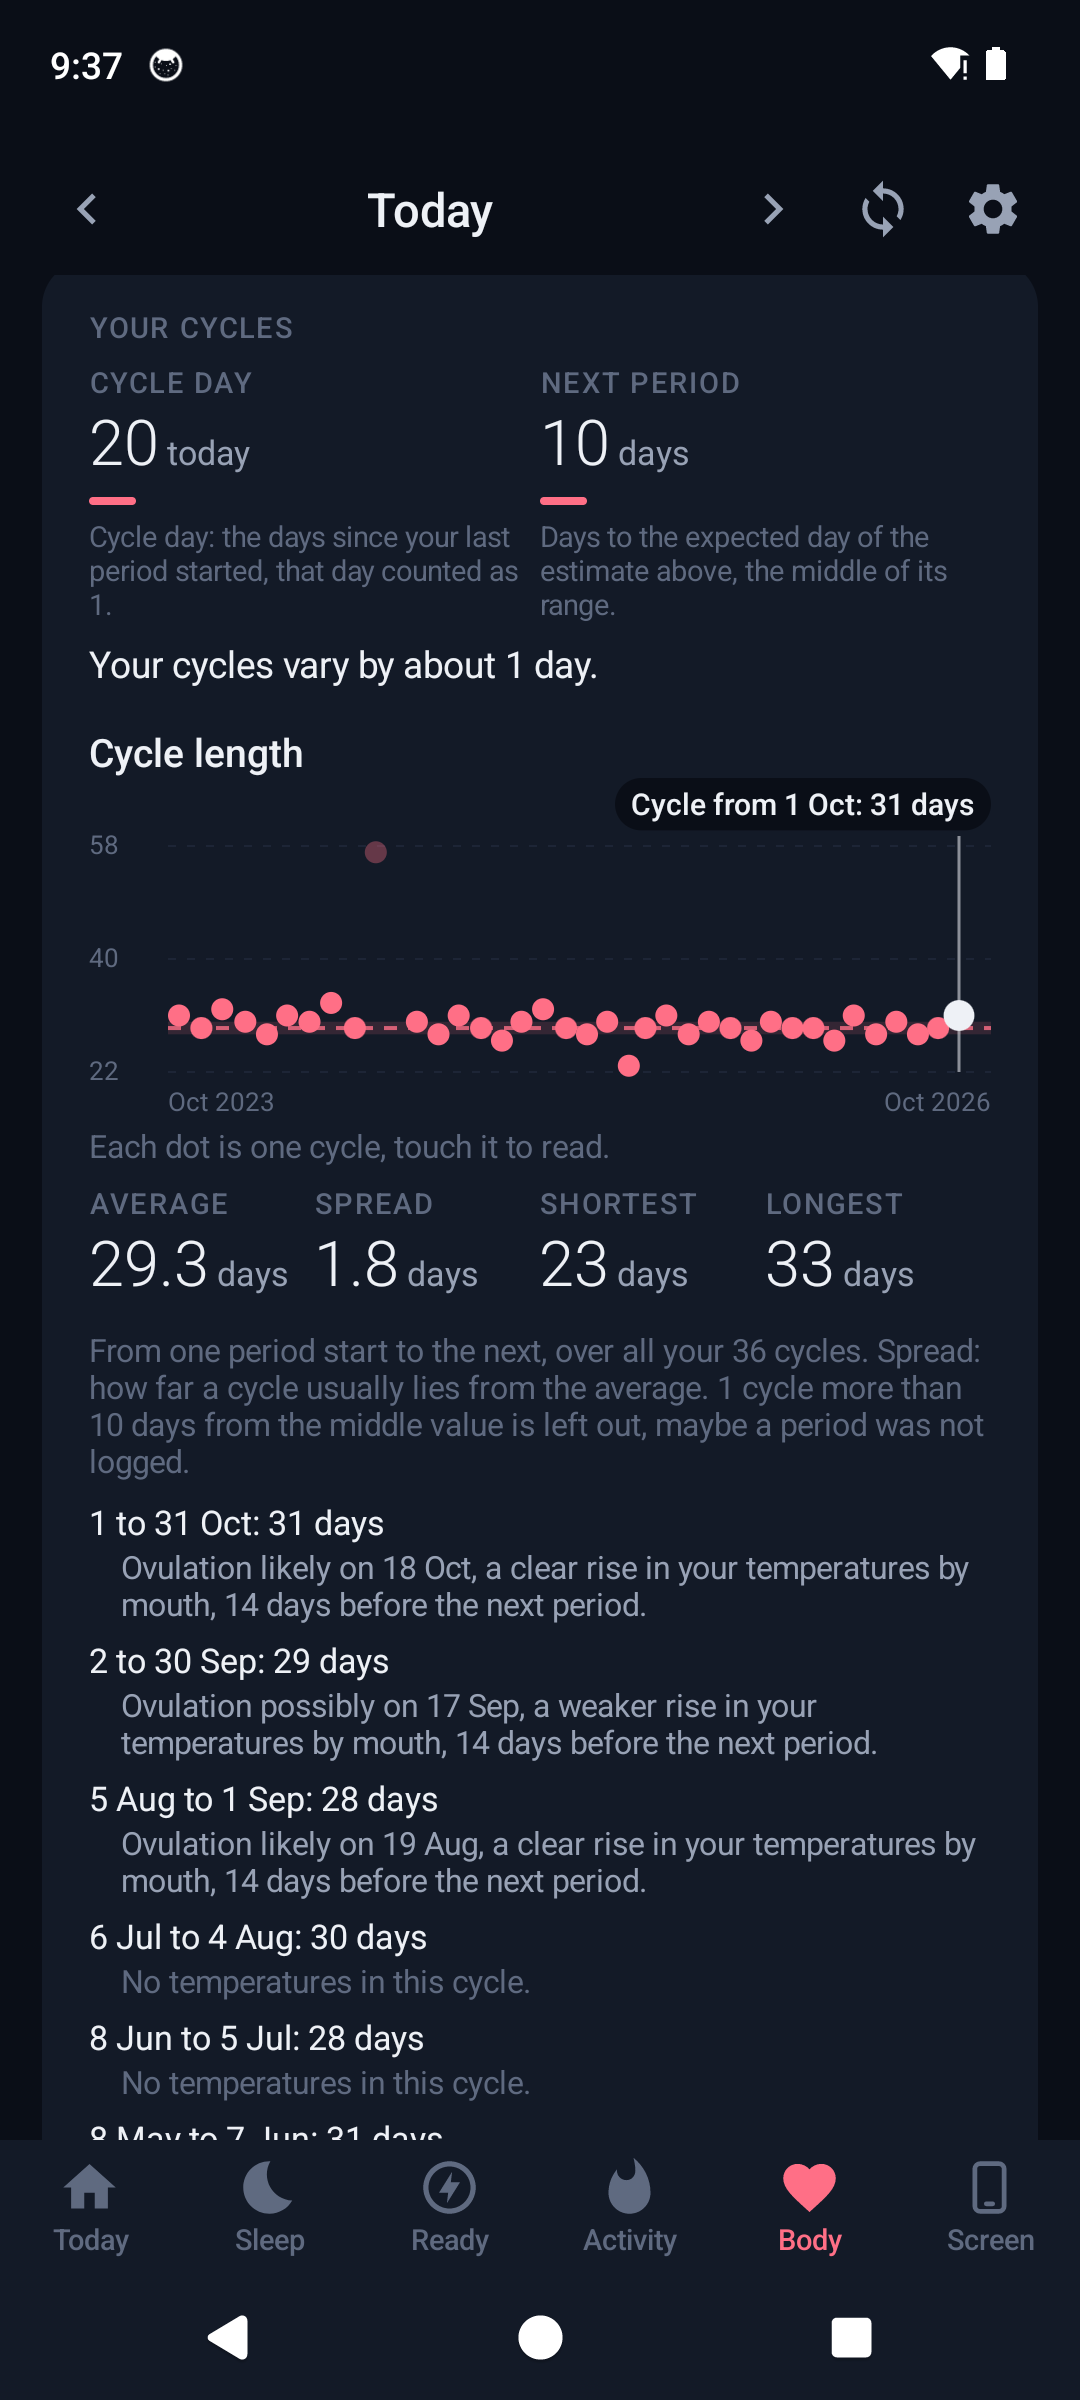 9:37
Today
YOUR CYCLES
CYCLE DAY
NEXT PERIOD
20 today
10 days
Cycle day: the days since your last
period started, that day counted as
1.
Days to the expected day of the
estimate above, the middle of its
range.
Your cycles vary by about 1 day.
Cycle length
Cycle from 1 Oct: 31 days
58
40
22
Oct 2023
Oct 2026
Each dot is one cycle, touch it to read.
AVERAGE
SPREAD
SHORTEST
LONGEST
29.3 days
1.8 days
23 days
33 days
From one period start to the next, over all your 36 cycles. Spread:
how far a cycle usually lies from the average. 1 cycle more than
10 days from the middle value is left out, maybe a period was not
logged.
1 to 31 Oct: 31 days
Ovulation likely on 18 Oct, a clear rise in your temperatures by
mouth, 14 days before the next period.
2 to 30 Sep: 29 days
Ovulation possibly on 17 Sep, a weaker rise in your
temperatures by mouth, 14 days before the next period.
5 Aug to 1 Sep: 28 days
Ovulation likely on 19 Aug, a clear rise in your temperatures by
mouth, 14 days before the next period.
6 Jul to 4 Aug: 30 days
No temperatures in this cycle.
8 Jun to 5 Jul: 28 days
No temperatures in this cycle.
8 May to 7 Jun: 31 days
Today
Sleep
Ready
Activity
Body
Screen